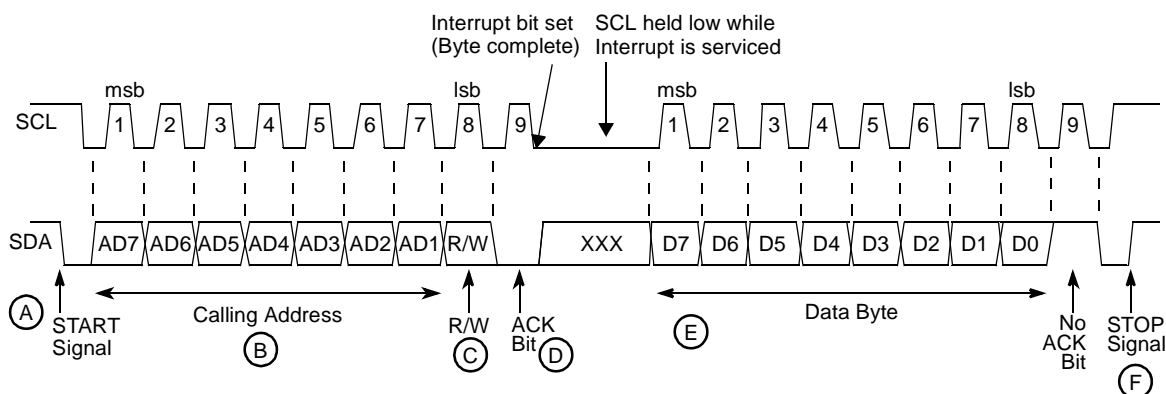 Interrupt bit set
(Byte complete)
SCL held low while
Interrupt is serviced
msb
lsb
msb
lsb
SCL
1 2 3 4 5 6 7 8 9
1 2 3 4 5 6 7 8 9
SDA
AD7 AD6 AD5 AD4 AD3 AD2 AD1 R/W
XXX
D7 D6 D5 D4 D3 D2 D1 D0
A
START
Signal
Calling Address
B
R/W
C
ACK
Bit
D
E
Data Byte
No
ACK
Bit
STOP
Signal
F